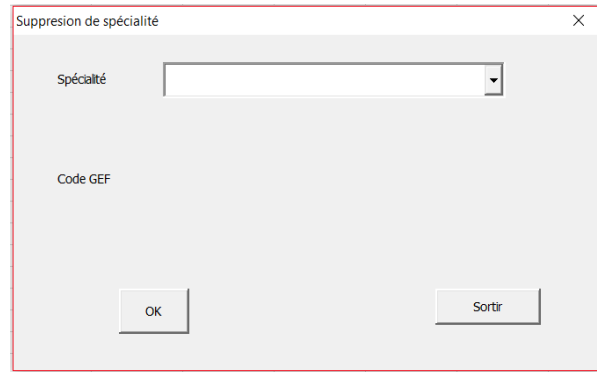 Suppresion de spécialité
Spécialité
Code GEF
OK
Sortir